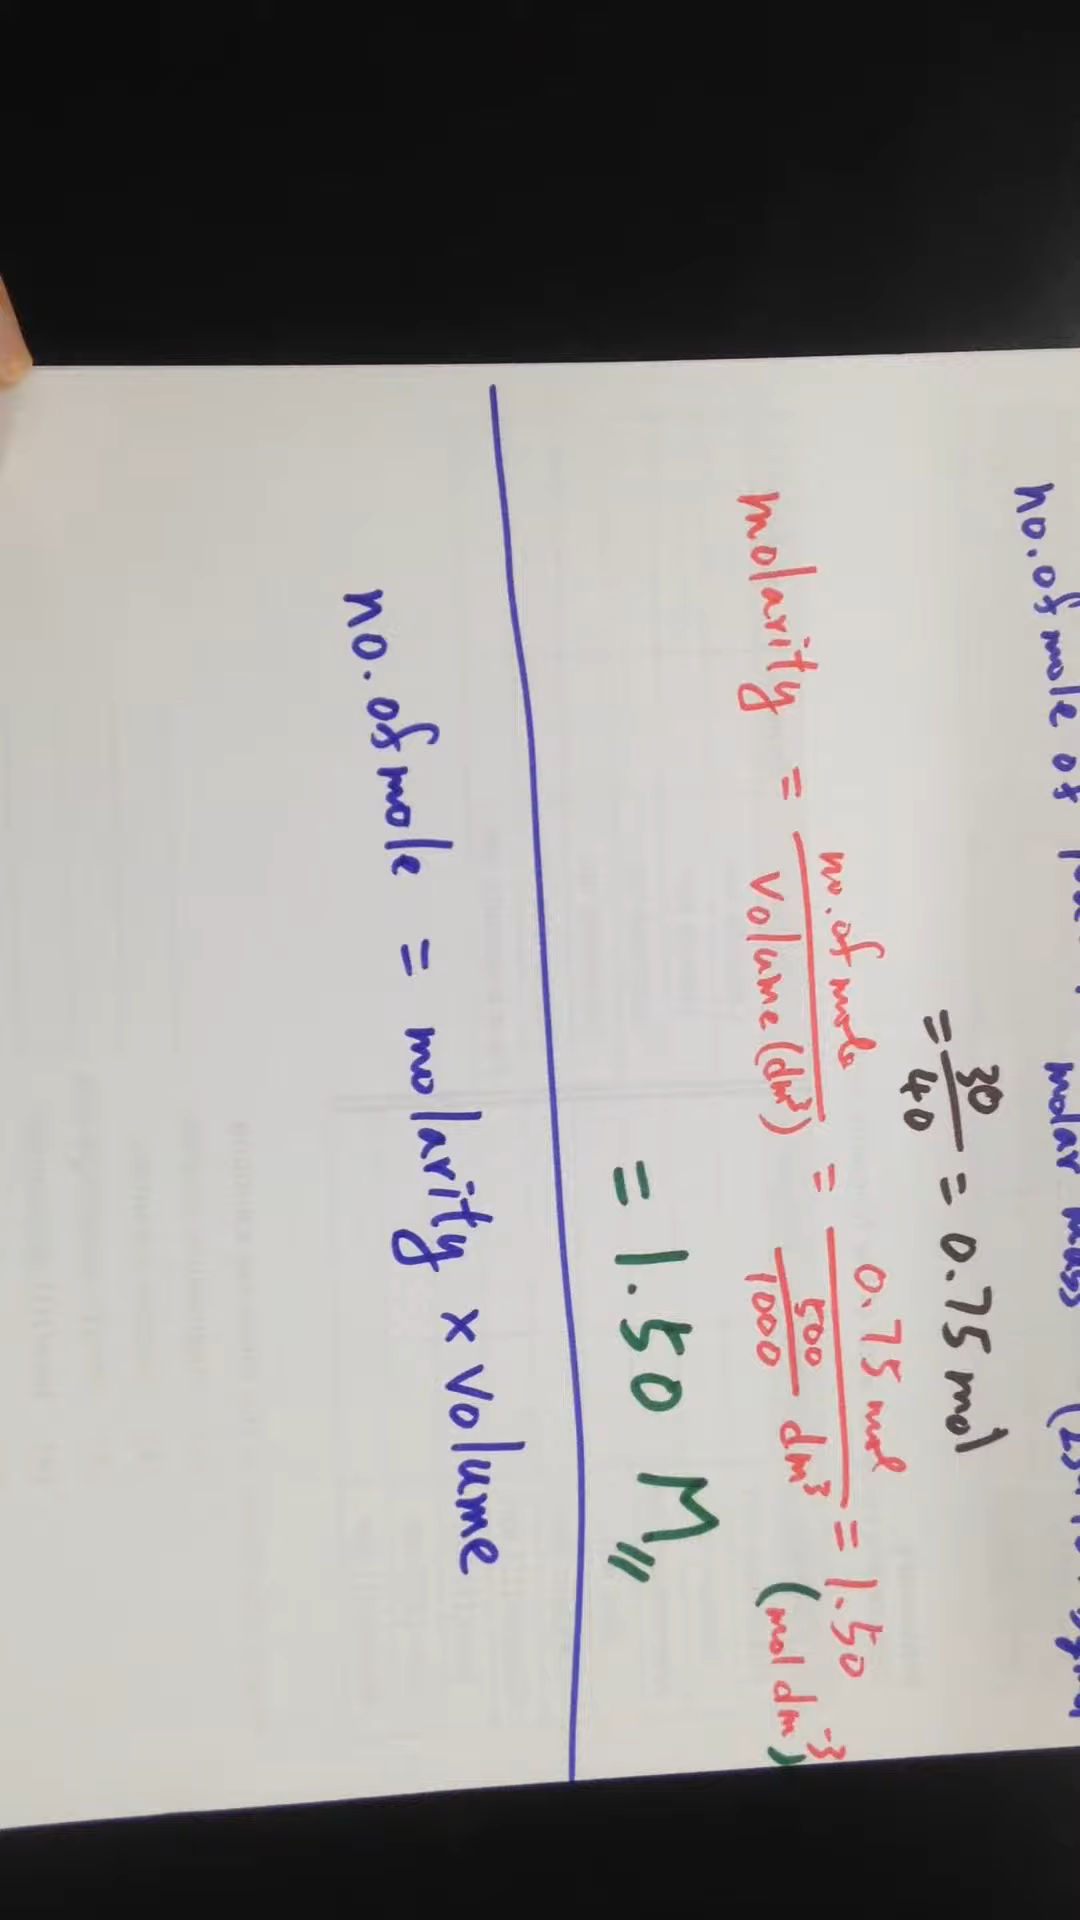 no. of mole of
molar mass
= 30/40 = 0.75 mol
molarity = no. of mole / Volume (dm³) = 0.75 mol / (500/1000 dm³) = 1.50 (mol dm⁻³)
= 1.50 M
no. of mole = molarity x volume